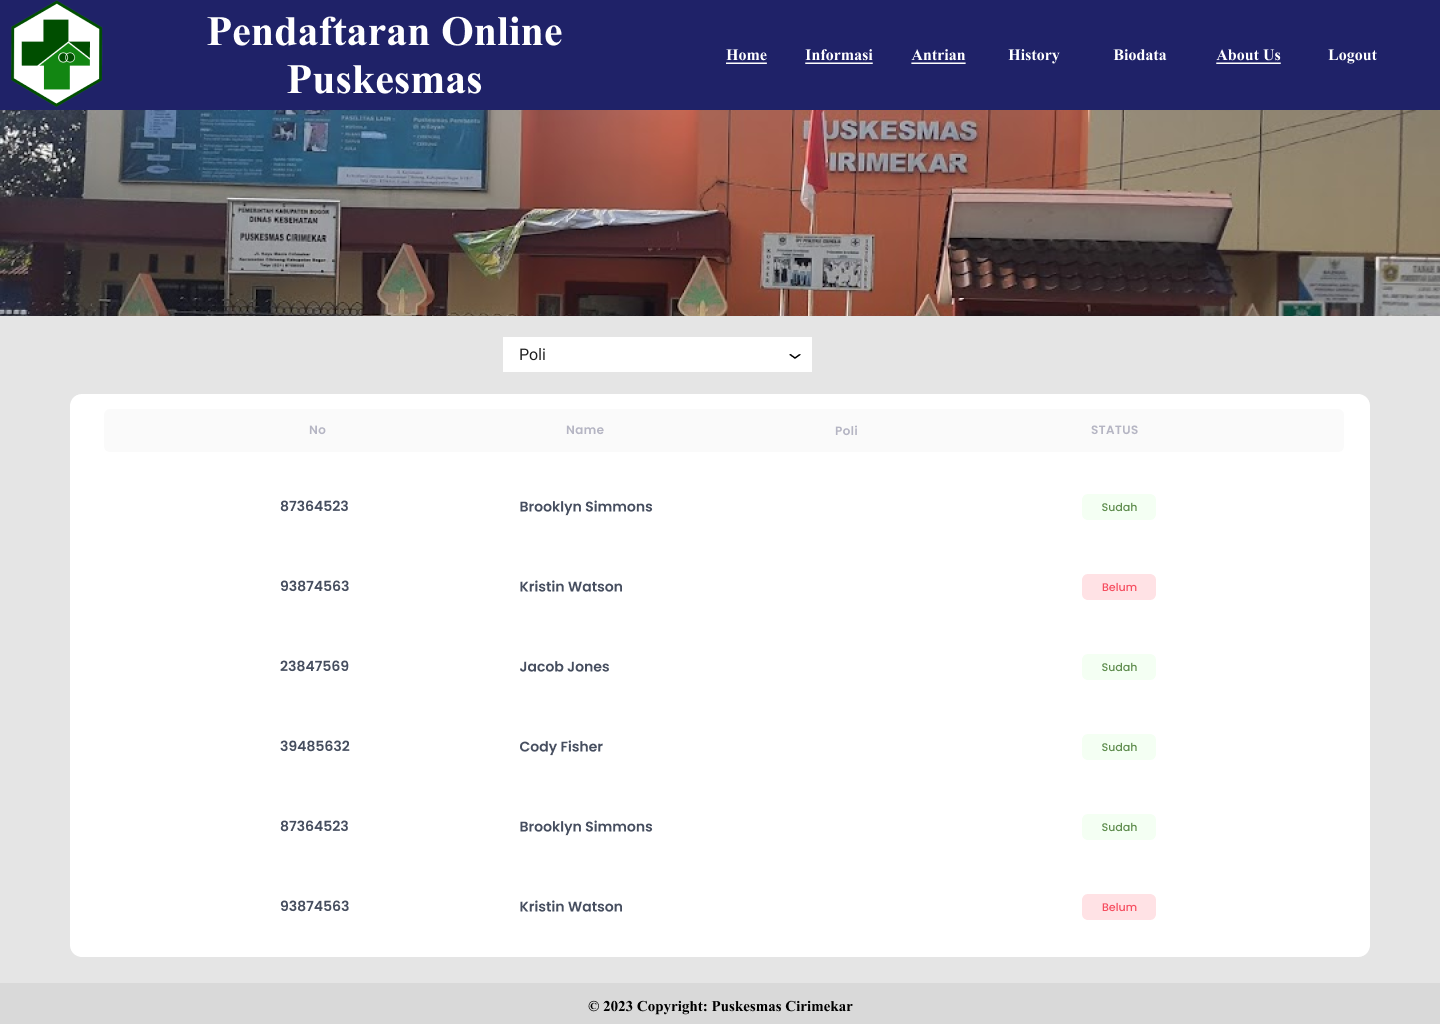 Pendaftaran Online
Puskesmas
Home Informasi Antrian History Biodata About Us Logout
FASILITAS LAIN :
PUSKESMAS
CIRIMEKAR
PEMERINTAH KABUPATEN BOGOR
DINAS KESEHATAN
PUSKESMAS CIRIMEKAR
Poli
No Name Poli STATUS
87364523 Brooklyn Simmons Sudah
93874563 Kristin Watson Belum
23847569 Jacob Jones Sudah
39485632 Cody Fisher Sudah
87364523 Brooklyn Simmons Sudah
93874563 Kristin Watson Belum
© 2023 Copyright: Puskesmas Cirimekar